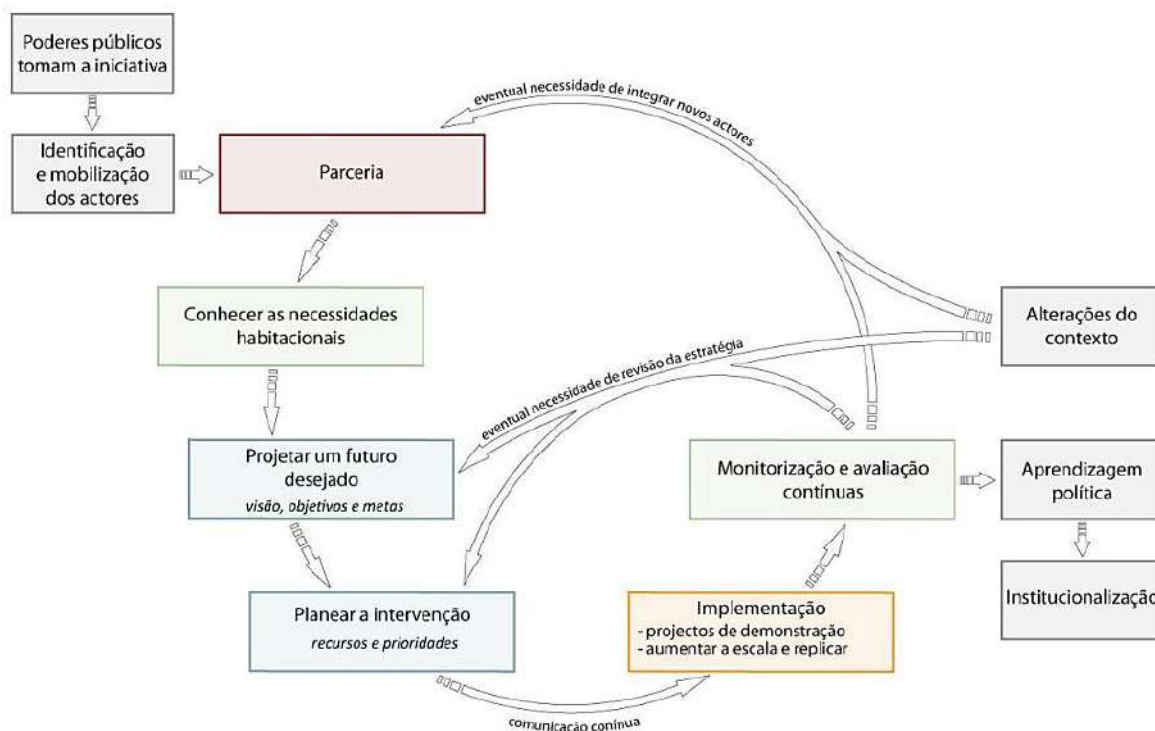 Poderes públicos
tomam a iniciativa
Identificação
e mobilização
dos actores
Parceria
eventual necessidade de integrar novos actores
Conhecer as necessidades
habitacionais
Alterações do
contexto
eventual necessidade de revisão da estratégia
Projetar um futuro
desejado
visão, objetivos e metas
Monitorização e avaliação
contínuas
Aprendizagem
política
Planear a intervenção
recursos e prioridades
Implementação
- projectos de demonstração
- aumentar a escala e replicar
Institucionalização
comunicação contínua